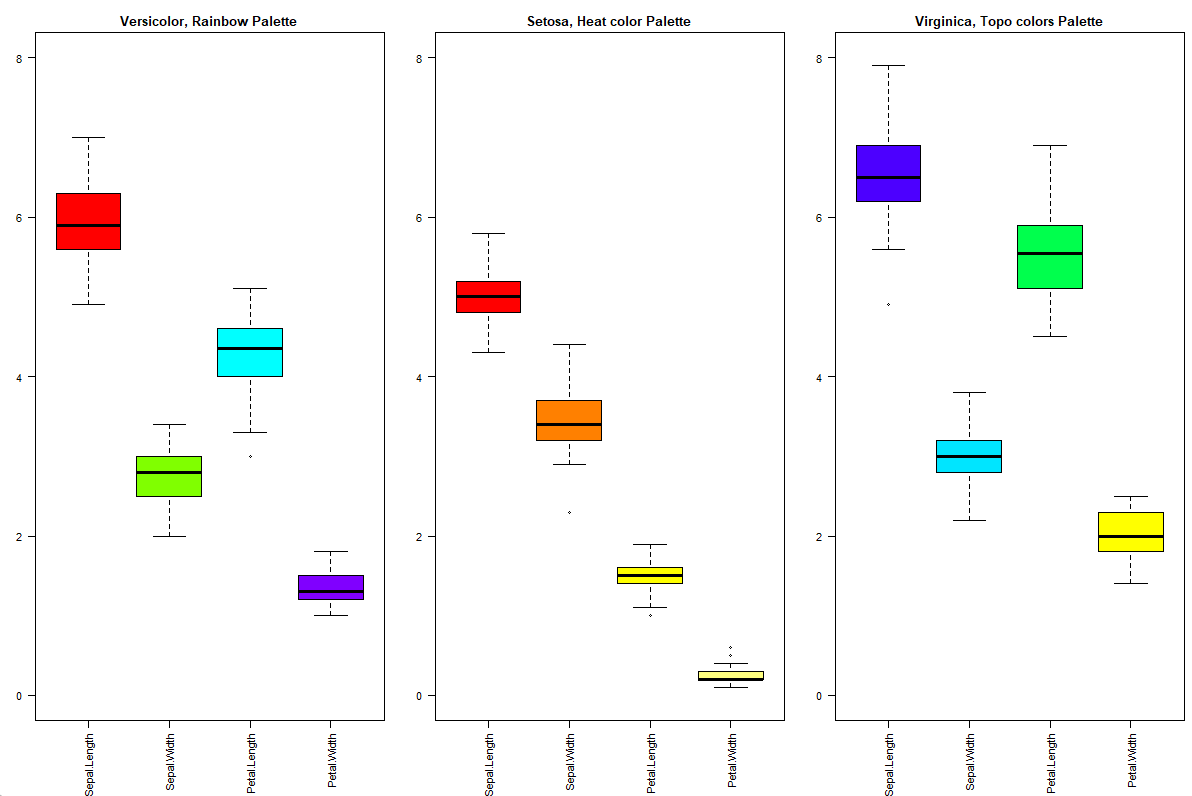 Versicolor, Rainbow Palette
8
6
4
2
0
Sepal.Length
Sepal.Width
Petal.Length
Petal.Width
Setosa, Heat color Palette
8
6
4
2
0
Sepal.Length
Sepal.Width
Petal.Length
Petal.Width
Virginica, Topo colors Palette
8
6
4
2
0
Sepal.Length
Sepal.Width
Petal.Length
Petal.Width